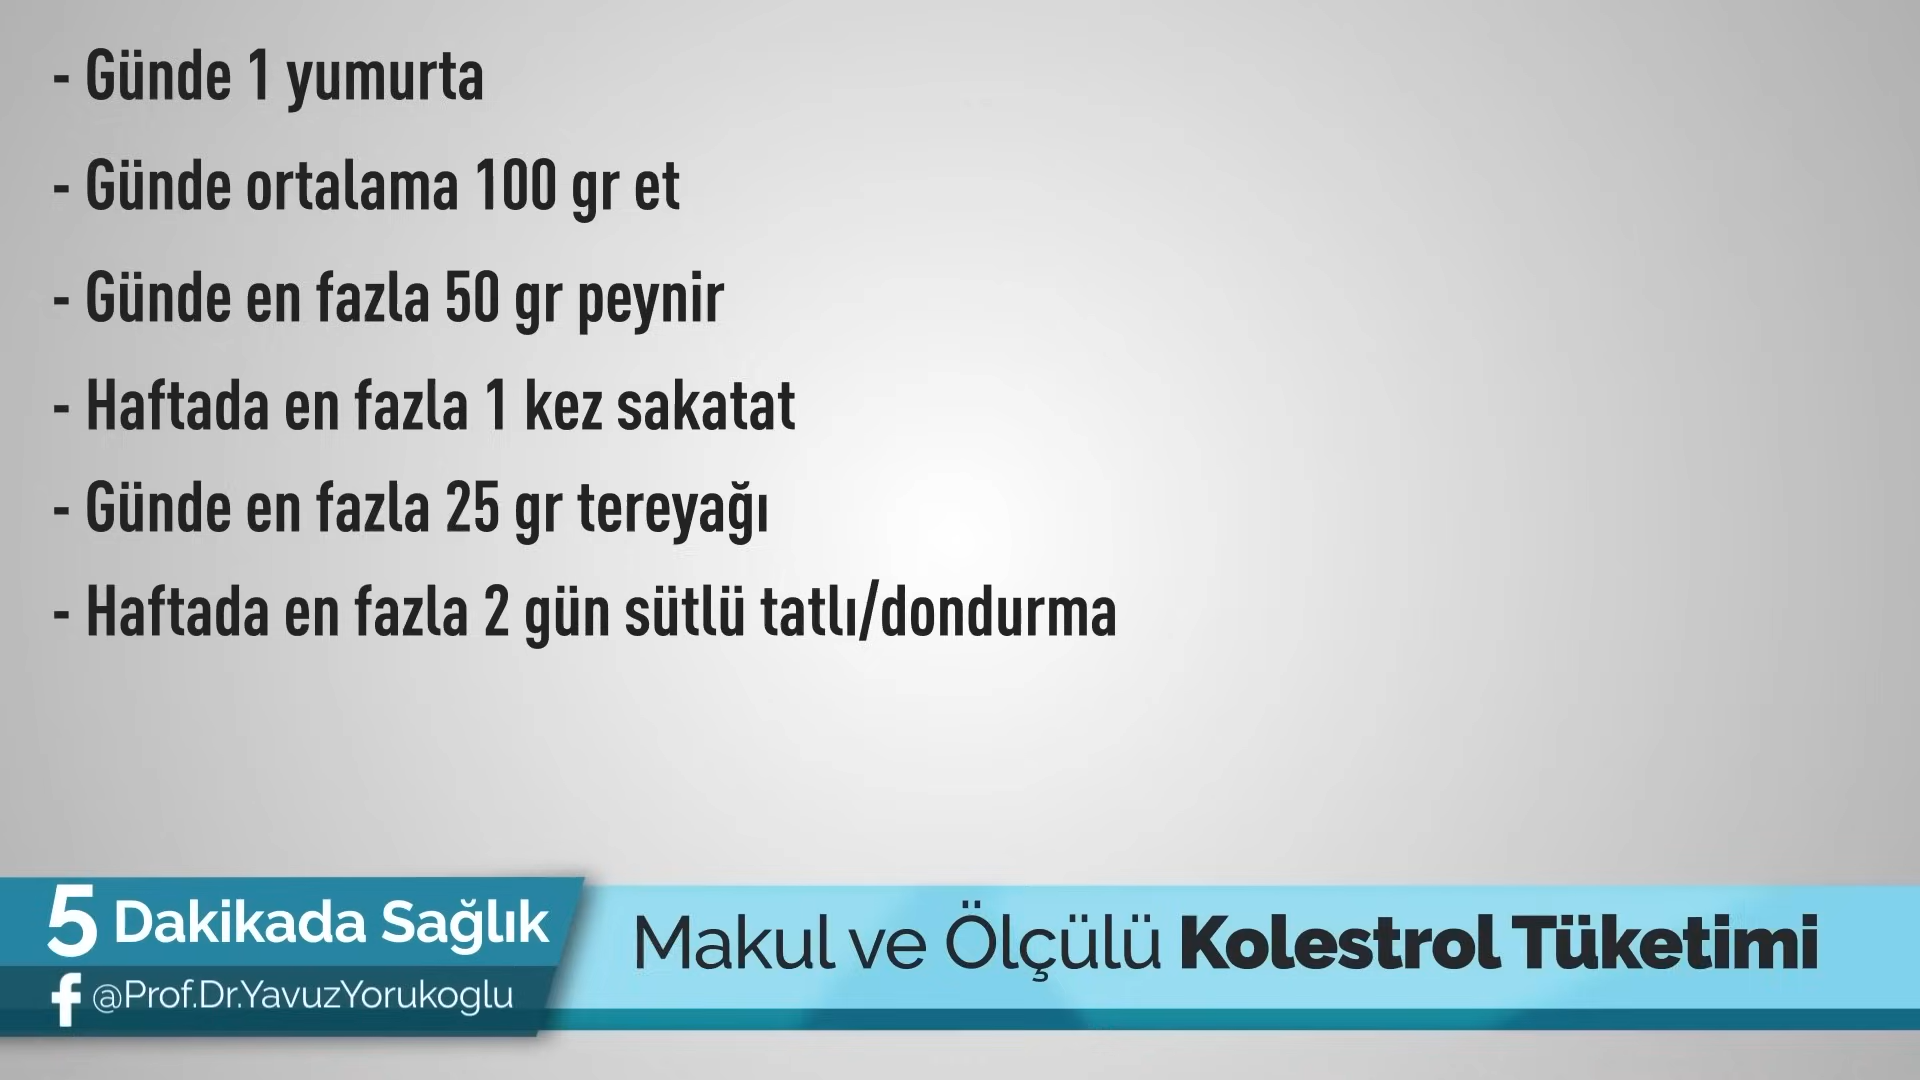 - Günde 1 yumurta
- Günde ortalama 100 gr et
- Günde en fazla 50 gr peynir
- Haftada en fazla 1 kez sakatat
- Günde en fazla 25 gr tereyağı
- Haftada en fazla 2 gün sütlü tatlı/dondurma
5 Dakikada Sağlık
Makul ve Ölçülü Kolestrol Tüketimi
f @Prof.Dr.YavuzYorukoglu